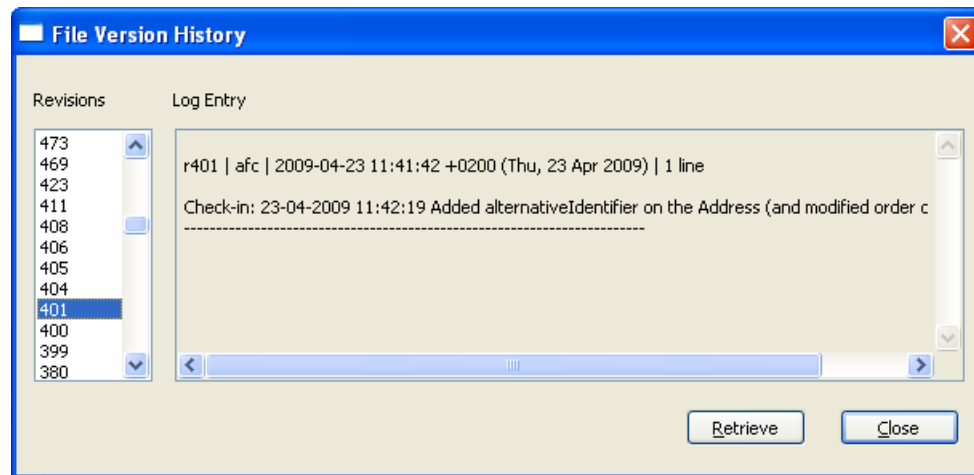 File Version History
Revisions
Log Entry
473
469
423
411
408
406
405
404
401
400
399
380
r401 | afc | 2009-04-23 11:41:42 +0200 (Thu, 23 Apr 2009) | 1 line
Check-in: 23-04-2009 11:42:19 Added alternativeIdentifier on the Address (and modified order c
------------------------------------------------------------------------
Retrieve
Close